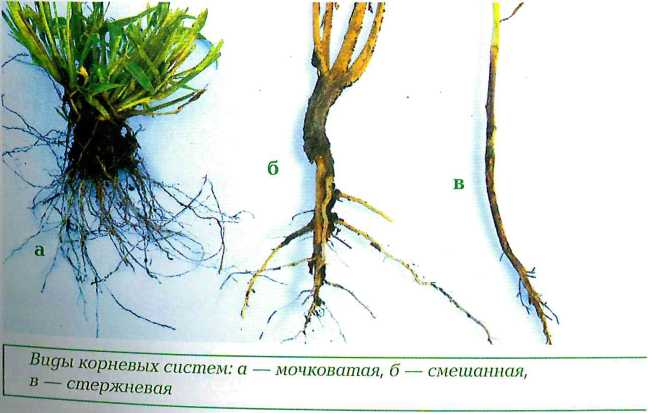 б
в
а
Виды корневых систем: а — мочковатая, б — смешанная,
в — стержневая